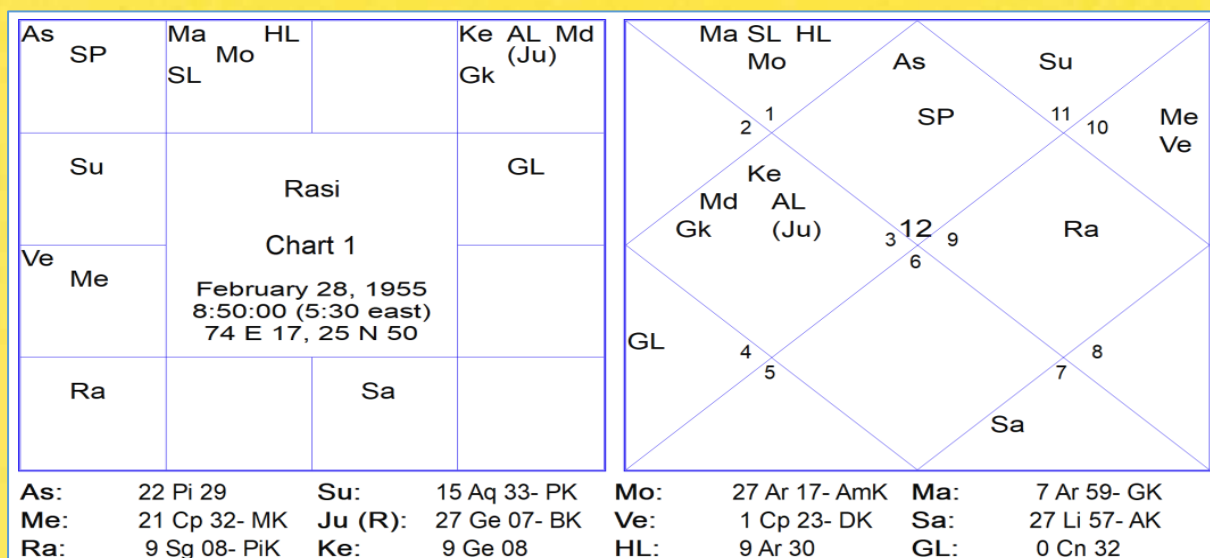 As
SP
Ma HL
Mo
SL
Ke AL Md
(Ju)
Gk
Su
GL
Ve
Me
Rasi
Chart 1
February 28, 1955
8:50:00 (5:30 east)
74 E 17, 25 N 50
Ra
Sa
Ma SL HL
Mo
As
SP
Su
Me
Ve
1
2
11
10
Ke
Md AL
Gk (Ju)
3
12
9
6
Ra
GL
4
5
8
7
Sa
As: 22 Pi 29 Su: 15 Aq 33- PK Mo: 27 Ar 17- AmK Ma: 7 Ar 59- GK
Me: 21 Cp 32- MK Ju (R): 27 Ge 07- BK Ve: 1 Cp 23- DK Sa: 27 Li 57- AK
Ra: 9 Sg 08- PiK Ke: 9 Ge 08 HL: 9 Ar 30 GL: 0 Cn 32